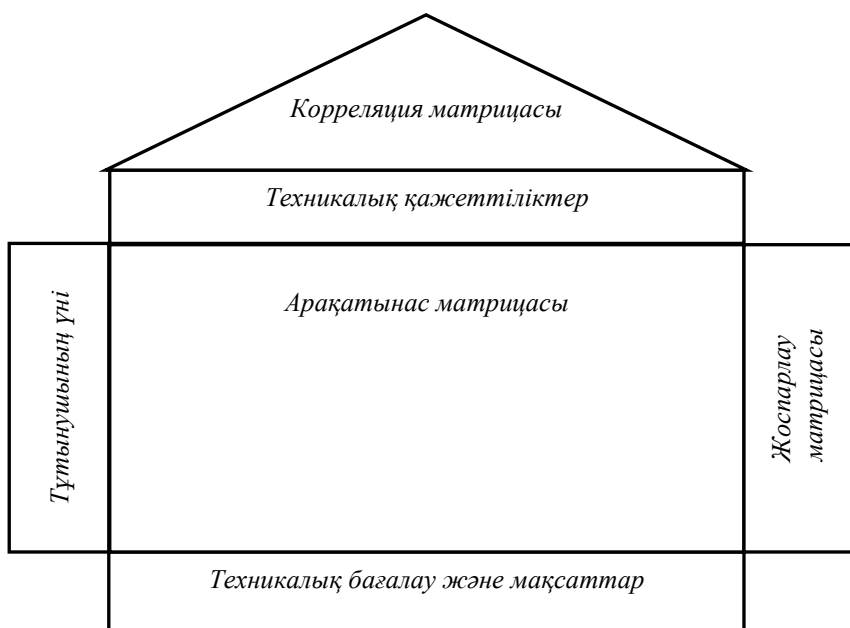 Корреляция матрицасы
Техникалық қажеттіліктер
Тұтынушының үні
Арақатынас матрицасы
Жоспарлау
матрицасы
Техникалық бағалау және мақсаттар